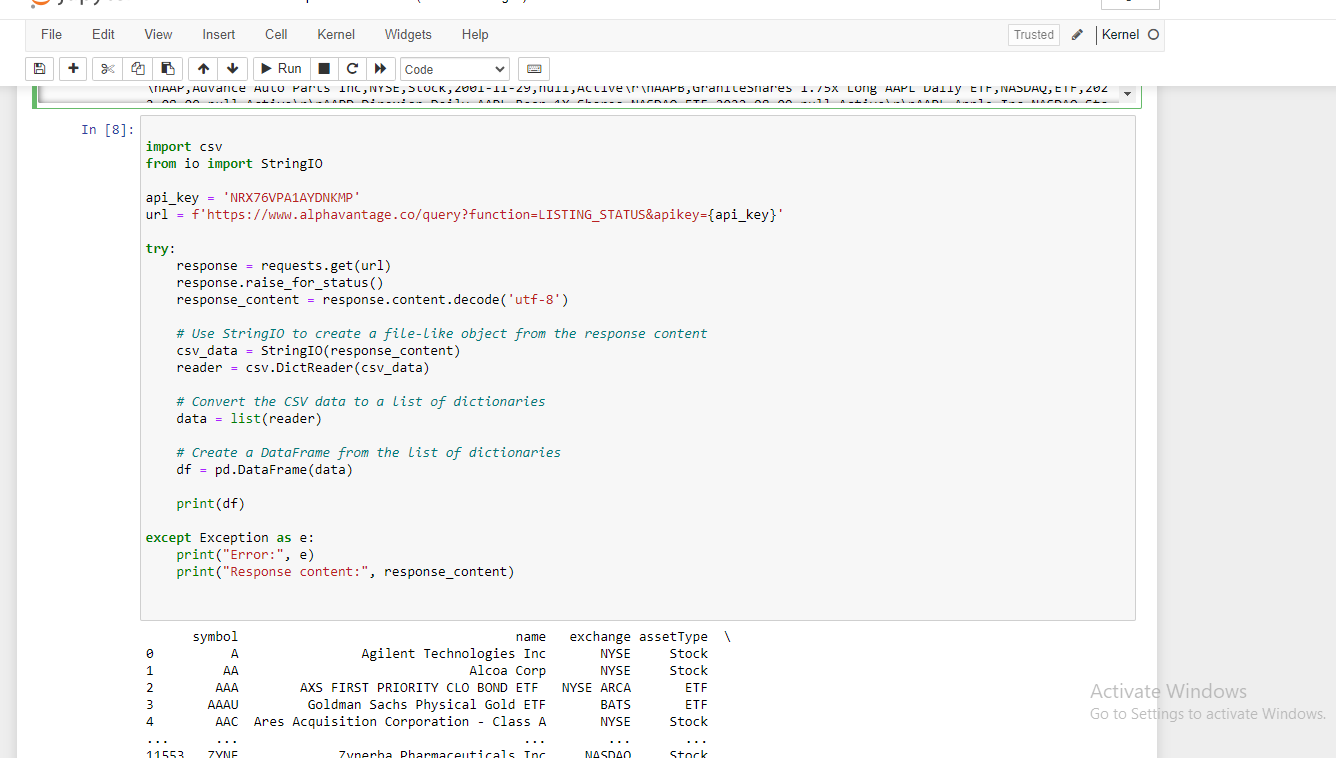 File Edit View Insert Cell Kernel Widgets Help Trusted Kernel
Run Code
\nAAP,Advance Auto Parts Inc,NYSE,Stock,2001-11-29,null,Active\r\nAAPB,GraniteShares 1.75x Long AAPL Daily ETF,NASDAQ,ETF,202
In [8]:
import csv
from io import StringIO
api_key = 'NRX76VPA1AYDNKMP'
url = f'https://www.alphavantage.co/query?function=LISTING_STATUS&apikey={api_key}'
try:
response = requests.get(url)
response.raise_for_status()
response_content = response.content.decode('utf-8')
# Use StringIO to create a file-like object from the response content
csv_data = StringIO(response_content)
reader = csv.DictReader(csv_data)
# Convert the CSV data to a list of dictionaries
data = list(reader)
# Create a DataFrame from the list of dictionaries
df = pd.DataFrame(data)
print(df)
except Exception as e:
print("Error:", e)
print("Response content:", response_content)
symbol name exchange assetType \
0 A Agilent Technologies Inc NYSE Stock
1 AA Alcoa Corp NYSE Stock
2 AAA AXS FIRST PRIORITY CLO BOND ETF NYSE ARCA ETF
3 AAAU Goldman Sachs Physical Gold ETF BATS ETF
4 AAC Ares Acquisition Corporation - Class A NYSE Stock
... ... ... ... ...
11553 ZYNE Zynerba Pharmaceuticals Inc NASDAQ Stock
Activate Windows
Go to Settings to activate Windows.